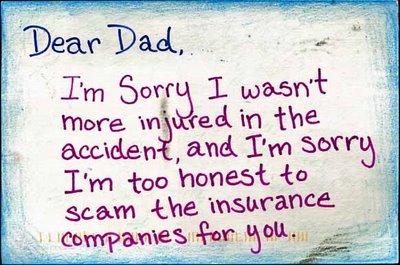 Dear Dad,
I'm Sorry I wasn't
more injured in the
accident, and I'm sorry
I'm too honest to
scam the insurance
companies for you.